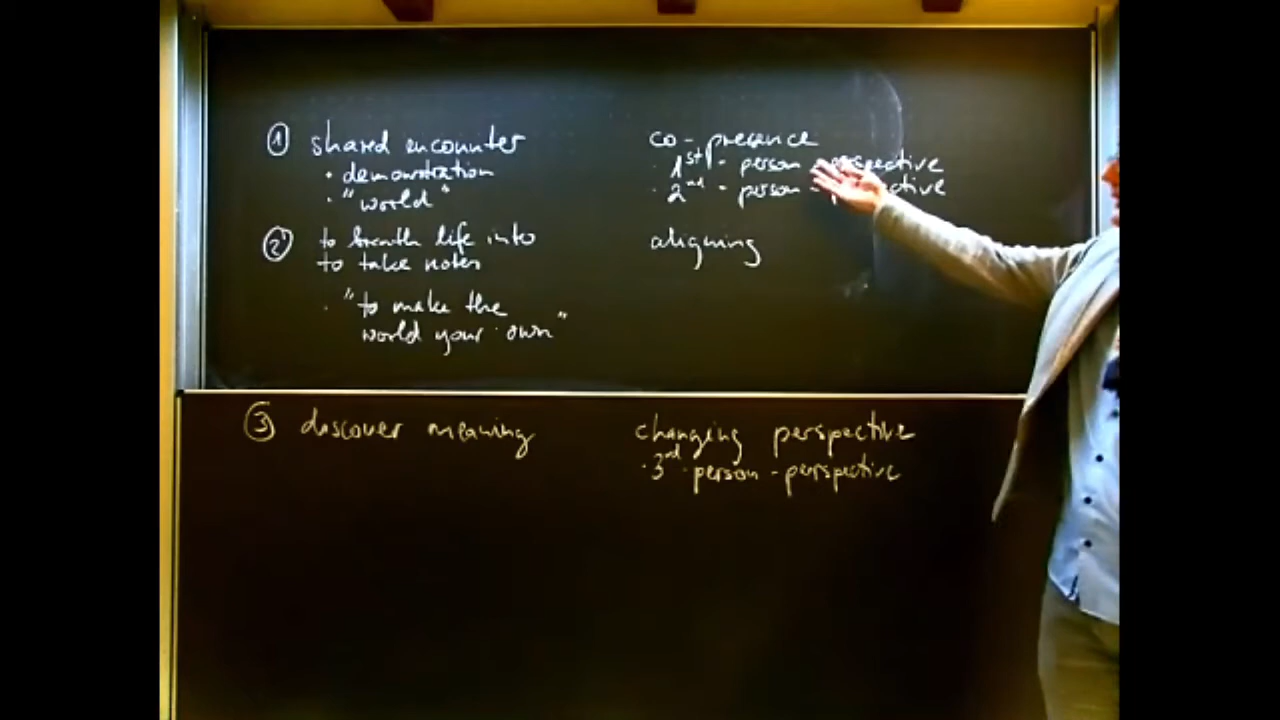 ① shared encounter
• demonstration
• "world"
② to breath life into
to take notes
• "to make the
world your own"
co-presence
• 1st - person - perspective
• 2nd - person -
aligning
③ discover meaning
changing perspective
• 3rd person - perspective